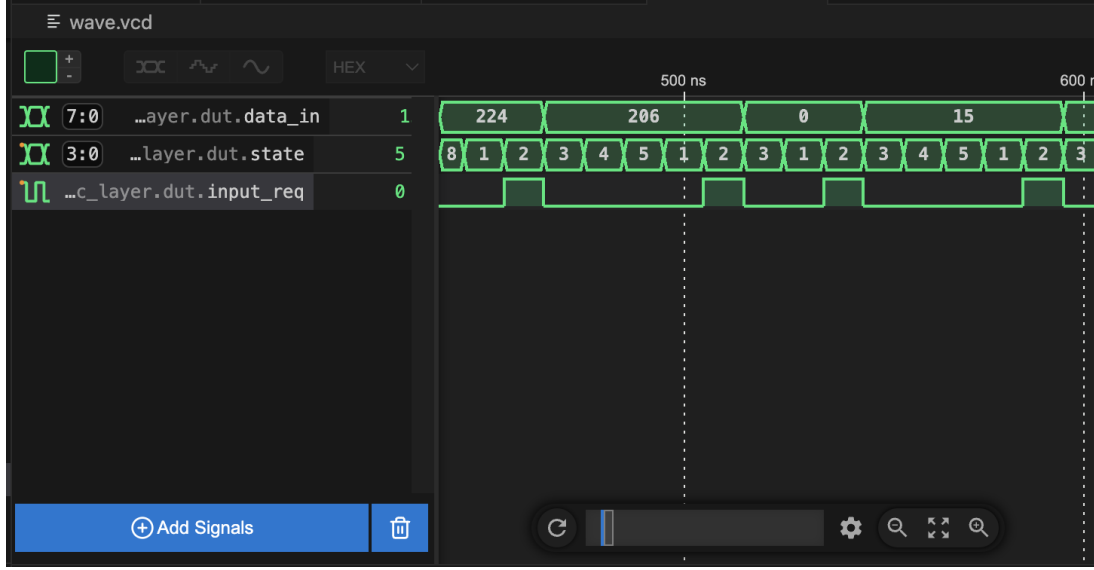 wave.vcd
+
-
HEX
500 ns
600 n
7:0 …ayer.dut.data_in 1 224 206 0 15
3:0 …layer.dut.state 5 8 1 2 3 4 5 1 2 3 1 2 3 4 5 1 2 3
…c_layer.dut.input_req 0
Add Signals